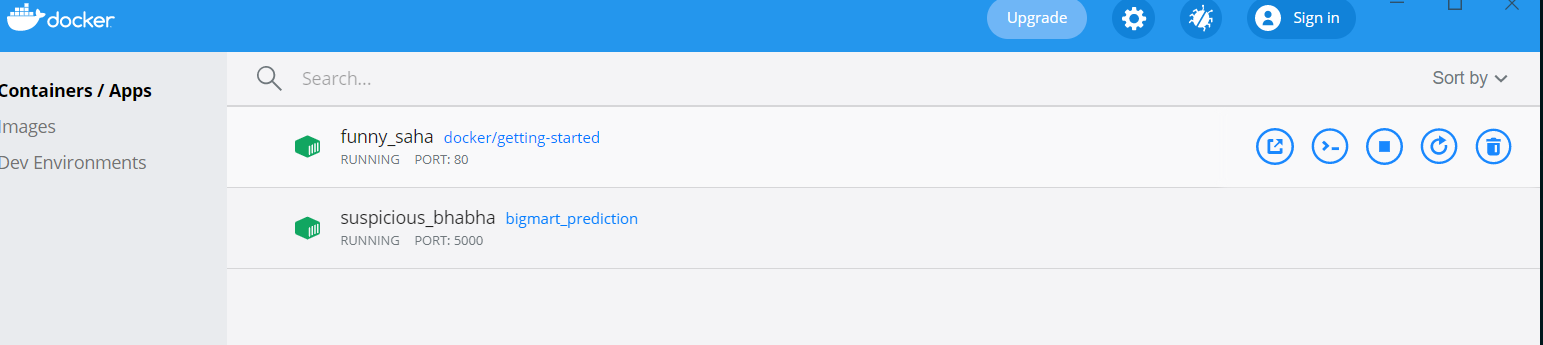 docker
Upgrade
Sign in
Containers / Apps
Images
Dev Environments
Search...
Sort by
funny_saha docker/getting-started
RUNNING PORT: 80
suspicious_bhabha bigmart_prediction
RUNNING PORT: 5000